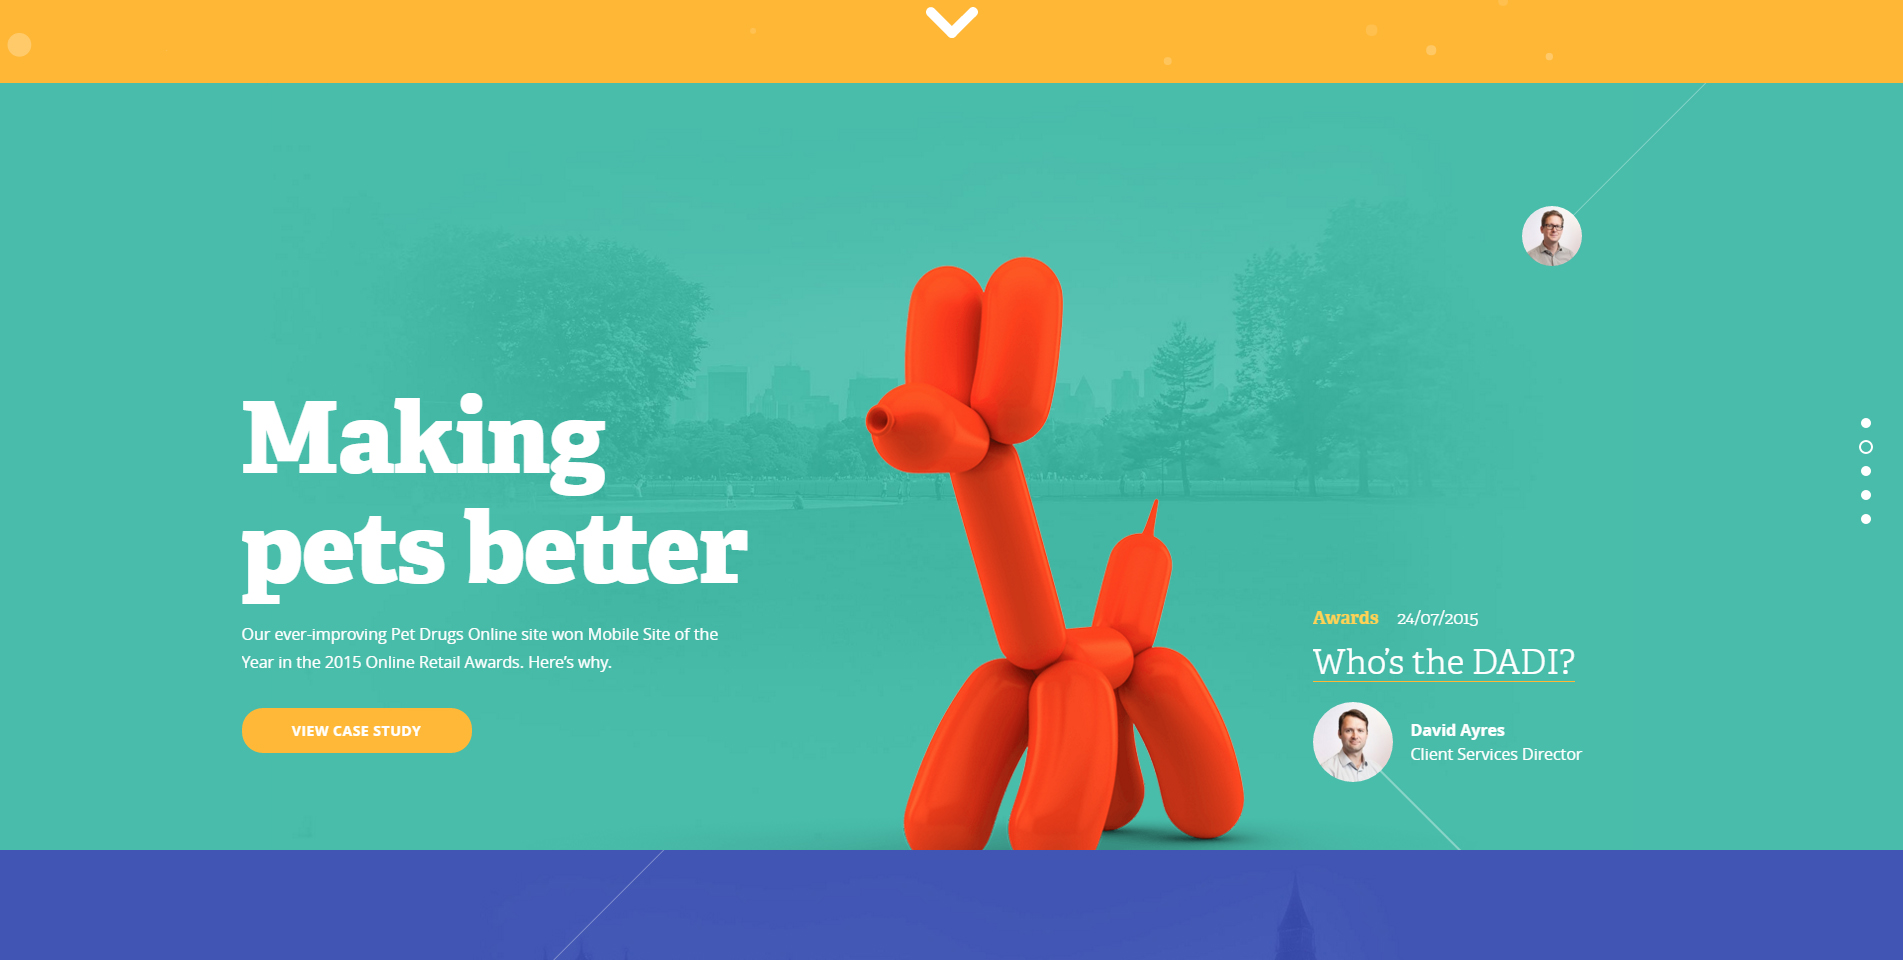 Making
pets better
Our ever-improving Pet Drugs Online site won Mobile Site of the
Year in the 2015 Online Retail Awards. Here's why.
VIEW CASE STUDY
Awards 24/07/2015
Who's the DADI?
David Ayres
Client Services Director